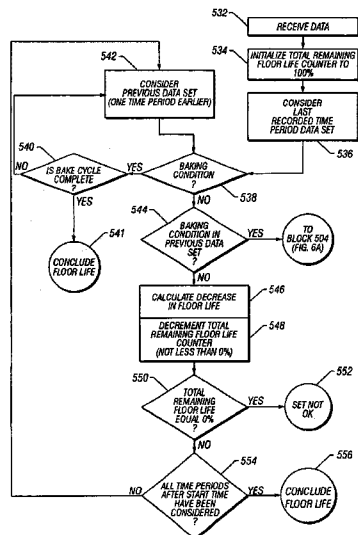 532
RECEIVE DATA
534
INITIALIZE TOTAL REMAINING
FLOOR LIFE COUNTER TO
100%
542
CONSIDER
PREVIOUS DATA SET
(ONE TIME PERIOD EARLIER)
CONSIDER
LAST
RECORDED TIME
PERIOD DATA SET
536
540
NO
IS BAKE CYCLE
COMPLETE
?
YES
BAKING
CONDITION
?
538
YES
NO
541
CONCLUDE
FLOOR LIFE
544
BAKING
CONDITION IN
PREVIOUS DATA
SET
?
YES
TO
BLOCK 504
(FIG. 6A)
NO
CALCULATE DECREASE
IN FLOOR LIFE
546
DECREMENT TOTAL
REMAINING FLOOR LIFE
COUNTER
(NOT LESS THAN 0%)
548
550
TOTAL
REMAINING
FLOOR LIFE
EQUAL 0%
?
YES
552
SET NOT
OK
NO
554
ALL TIME PERIODS
AFTER START TIME
HAVE BEEN
CONSIDERED
?
NO
YES
556
CONCLUDE
FLOOR LIFE